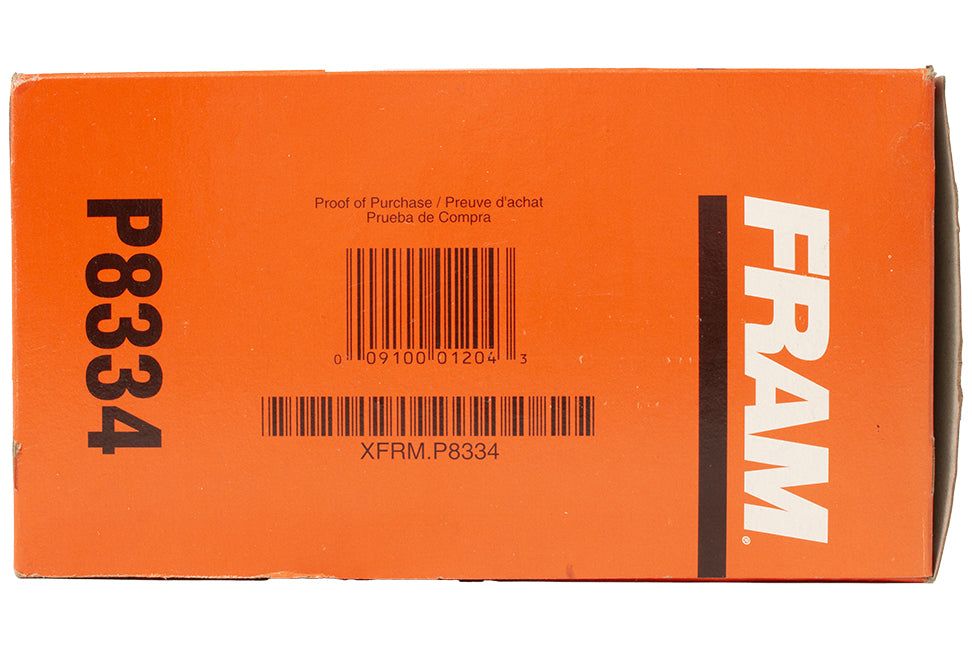 P8334
Proof of Purchase / Preuve d'achat
Prueba de Compra
0 09100 01204 3
XFRM.P8334
FRAM®